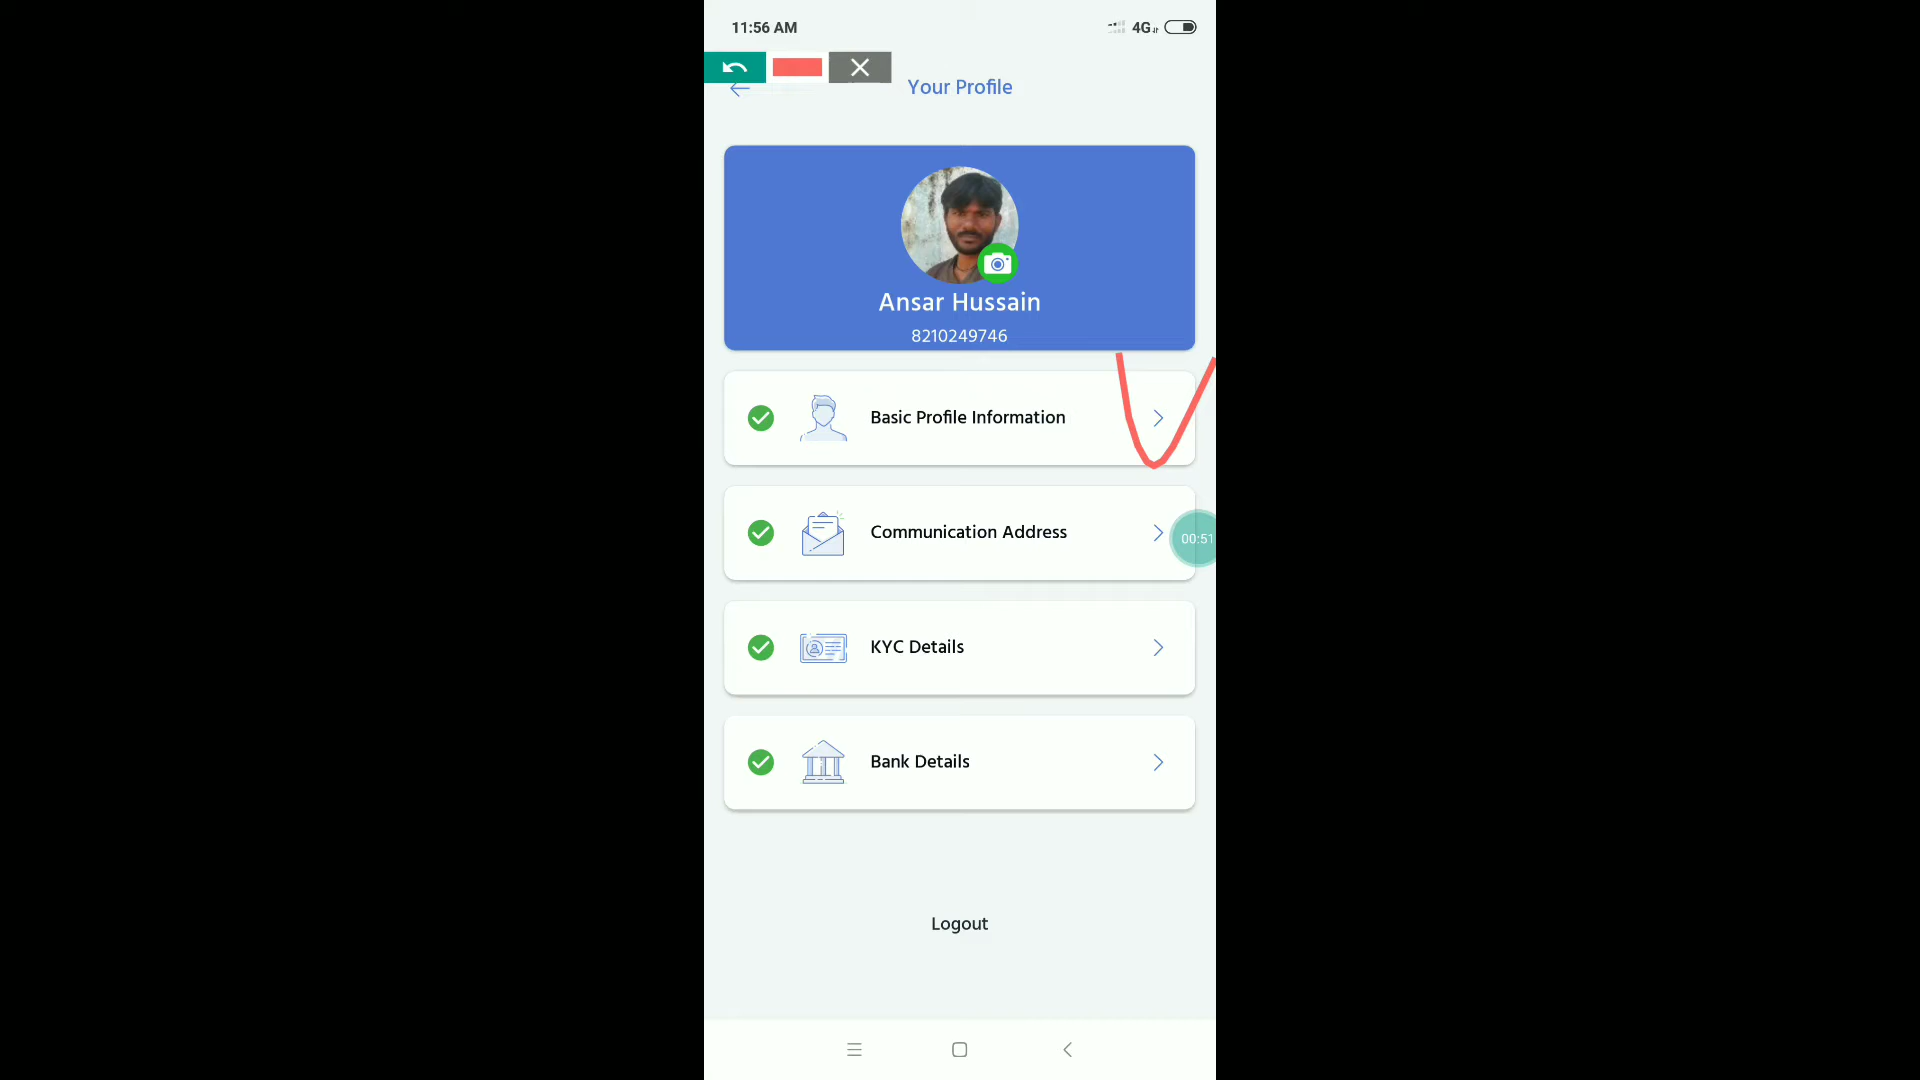 11:56 AM
4G
Your Profile
Ansar Hussain
8210249746
Basic Profile Information
Communication Address
00:51
KYC Details
Bank Details
Logout